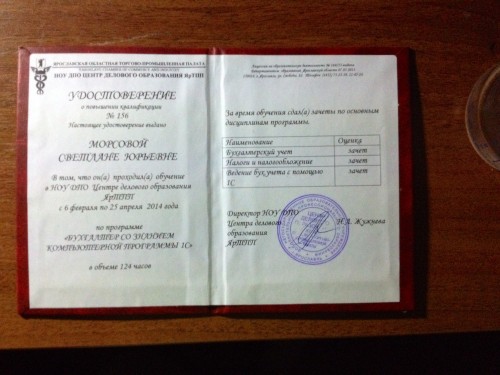 ЯРОСЛАВСКАЯ ОБЛАСТНАЯ ТОРГОВО-ПРОМЫШЛЕННАЯ ПАЛАТА
НОУ ДПО ЦЕНТР ДЕЛОВОГО ОБРАЗОВАНИЯ ЯрТПП
УДОСТОВЕРЕНИЕ
о повышении квалификации
№ 156
Настоящее удостоверение выдано
МОРСОВОЙ
СВЕТЛАНЕ ЮРЬЕВНЕ
В том, что он(а) проходил(а) обучение
в НОУ ДПО Центре делового образования
ЯрТПП
с 6 февраля по 25 апреля 2014 года
по программе
«БУХГАЛТЕР СО ЗНАНИЕМ
КОМПЬЮТЕРНОЙ ПРОГРАММЫ 1С»
в объеме 124 часов
За время обучения сдал(а) зачеты по основным
дисциплинам программы.
Наименование Оценка
Бухгалтерский учет зачет
Налоги и налогообложение зачет
Ведение бух.учета с помощью зачет
1С
Директор НОУ ДПО
Центра делового
образования
ЯрТПП